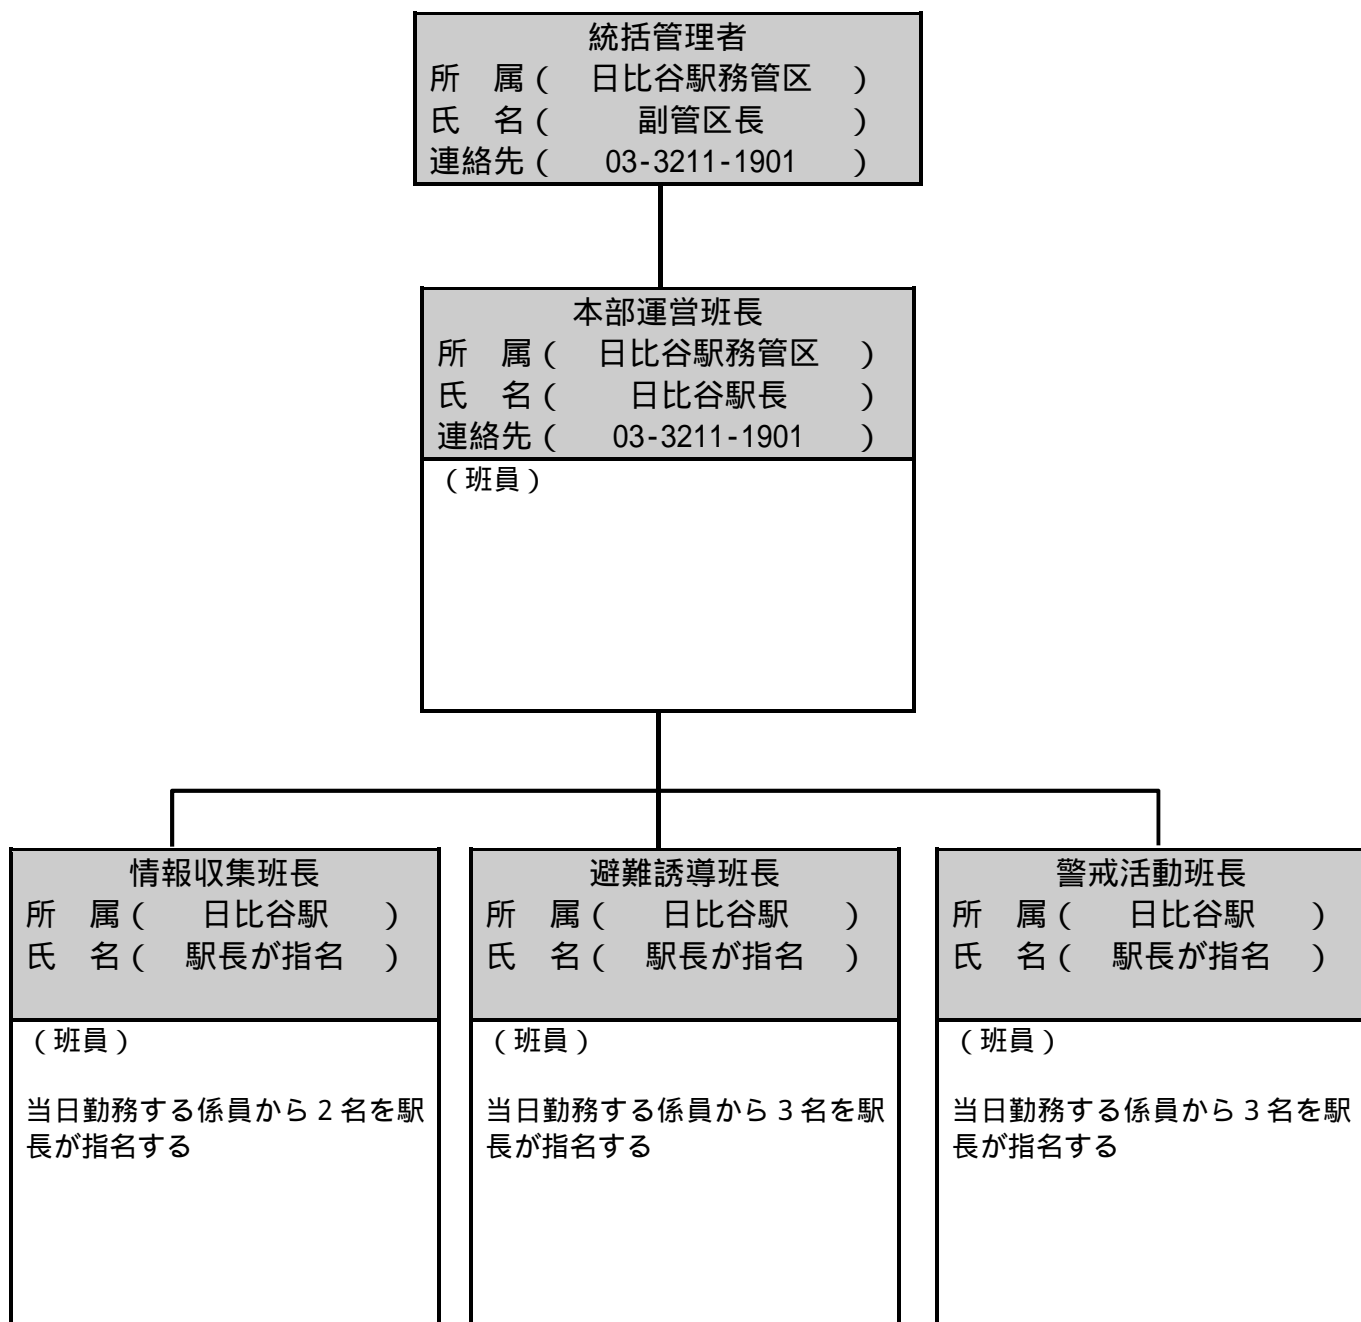 統括管理者
所　属（　日比谷駅務管区　）
氏　名（　副管区長　）
連絡先（　03-3211-1901　）
本部運営班長
所　属（　日比谷駅務管区　）
氏　名（　日比谷駅長　）
連絡先（　03-3211-1901　）
（班員）
情報収集班長
所　属（　日比谷駅　）
氏　名（　駅長が指名　）
（班員）
当日勤務する係員から２名を駅
長が指名する
避難誘導班長
所　属（　日比谷駅　）
氏　名（　駅長が指名　）
（班員）
当日勤務する係員から３名を駅
長が指名する
警戒活動班長
所　属（　日比谷駅　）
氏　名（　駅長が指名　）
（班員）
当日勤務する係員から３名を駅
長が指名する